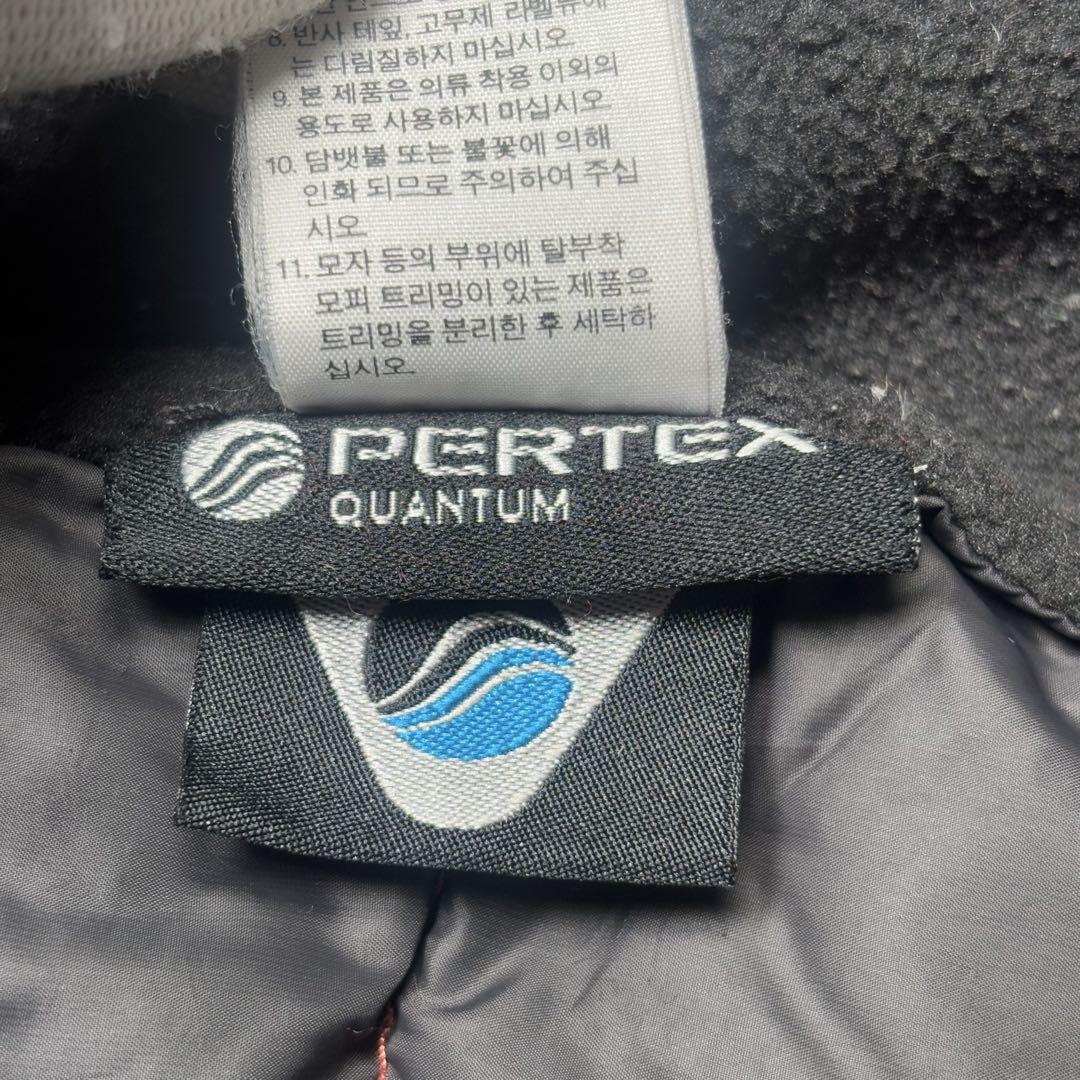 8. 반사 테잎, 고무제 라벨류에
는 다림질하지 마십시오.
9. 본 제품은 의류 착용 이외의
용도로 사용하지 마십시오.
10. 담뱃불 또는 불꽃에 의해
인화 되므로 주의하여 주십
시오.
11. 모자 등의 부위에 탈부착
모피 트리밍이 있는 제품은
트리밍을 분리한 후 세탁하
십시오.
PERTEX
QUANTUM